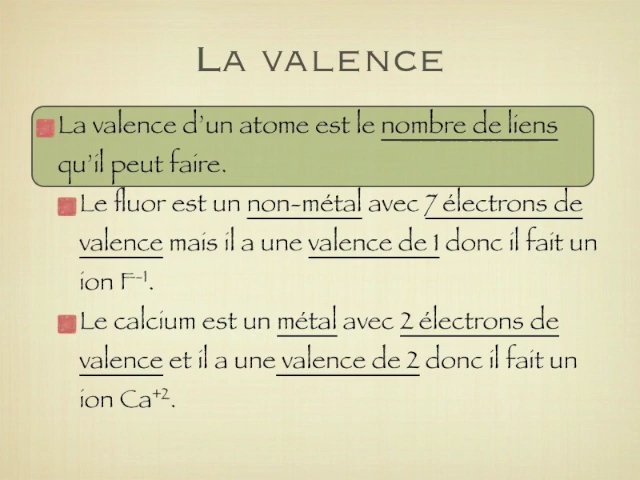 La valence
La valence d’un atome est le nombre de liens
qu’il peut faire.
Le fluor est un non-métal avec 7 électrons de
valence mais il a une valence de 1 donc il fait un
ion F⁻¹.
Le calcium est un métal avec 2 électrons de
valence et il a une valence de 2 donc il fait un
ion Ca⁺².